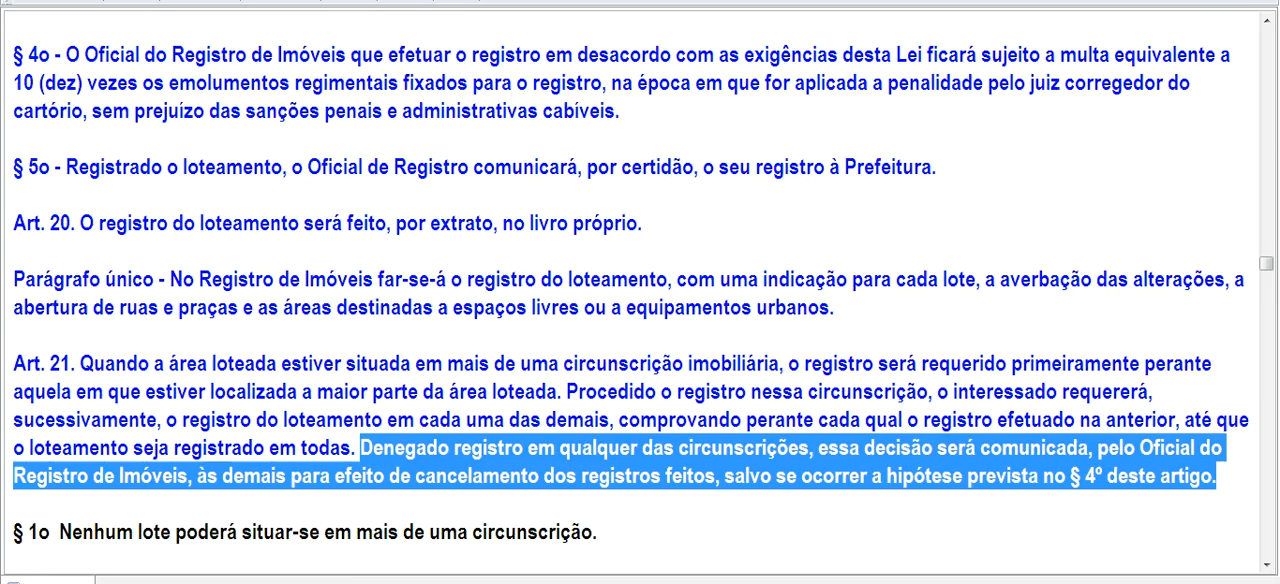 § 4o - O Oficial do Registro de Imóveis que efetuar o registro em desacordo com as exigências desta Lei ficará sujeito a multa equivalente a
10 (dez) vezes os emolumentos regimentais fixados para o registro, na época em que for aplicada a penalidade pelo juiz corregedor do
cartório, sem prejuízo das sanções penais e administrativas cabíveis.
§ 5o - Registrado o loteamento, o Oficial de Registro comunicará, por certidão, o seu registro à Prefeitura.
Art. 20. O registro do loteamento será feito, por extrato, no livro próprio.
Parágrafo único - No Registro de Imóveis far-se-á o registro do loteamento, com uma indicação para cada lote, a averbação das alterações, a
abertura de ruas e praças e as áreas destinadas a espaços livres ou a equipamentos urbanos.
Art. 21. Quando a área loteada estiver situada em mais de uma circunscrição imobiliária, o registro será requerido primeiramente perante
aquela em que estiver localizada a maior parte da área loteada. Procedido o registro nessa circunscrição, o interessado requererá,
sucessivamente, o registro do loteamento em cada uma das demais, comprovando perante cada qual o registro efetuado na anterior, até que
o loteamento seja registrado em todas. Denegado registro em qualquer das circunscrições, essa decisão será comunicada, pelo Oficial do
Registro de Imóveis, às demais para efeito de cancelamento dos registros feitos, salvo se ocorrer a hipótese prevista no § 4º deste artigo.
§ 1o  Nenhum lote poderá situar-se em mais de uma circunscrição.